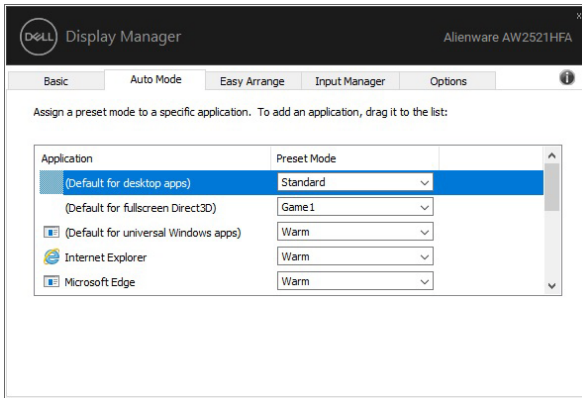 DELL Display Manager
Alienware AW2521HFA
Basic Auto Mode Easy Arrange Input Manager Options
Assign a preset mode to a specific application. To add an application, drag it to the list:
Application Preset Mode
(Default for desktop apps) Standard
(Default for fullscreen Direct3D) Game1
(Default for universal Windows apps) Warm
Internet Explorer Warm
Microsoft Edge Warm